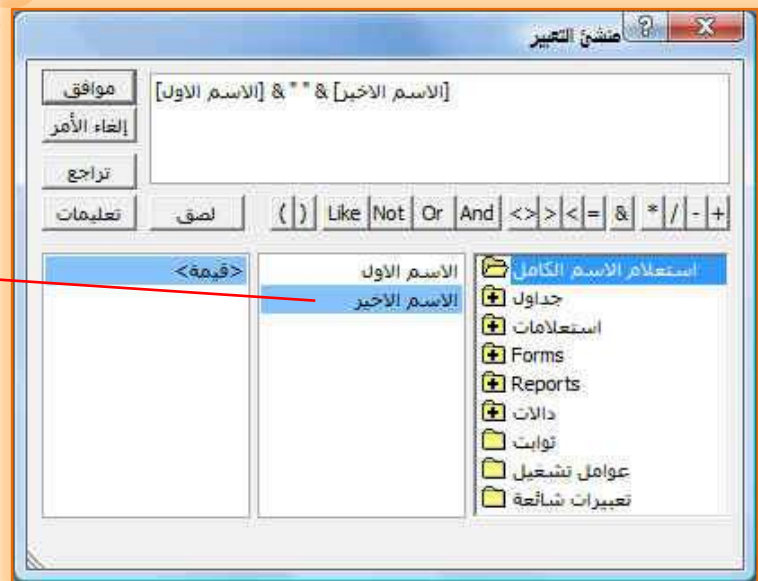 منشئ التعبير
[الاسم الاول] & " " & [الاسم الاخير]
موافق
إلغاء الأمر
تراجع
+ - / * & = < > <> And Or Not Like ( ) لصق تعليمات
استعلام الاسم الكامل
جداول
استعلامات
Forms
Reports
دالات
ثوابت
عوامل تشغيل
تعبيرات شائعة
الاسم الاول
الاسم الاخير
<قيمة>